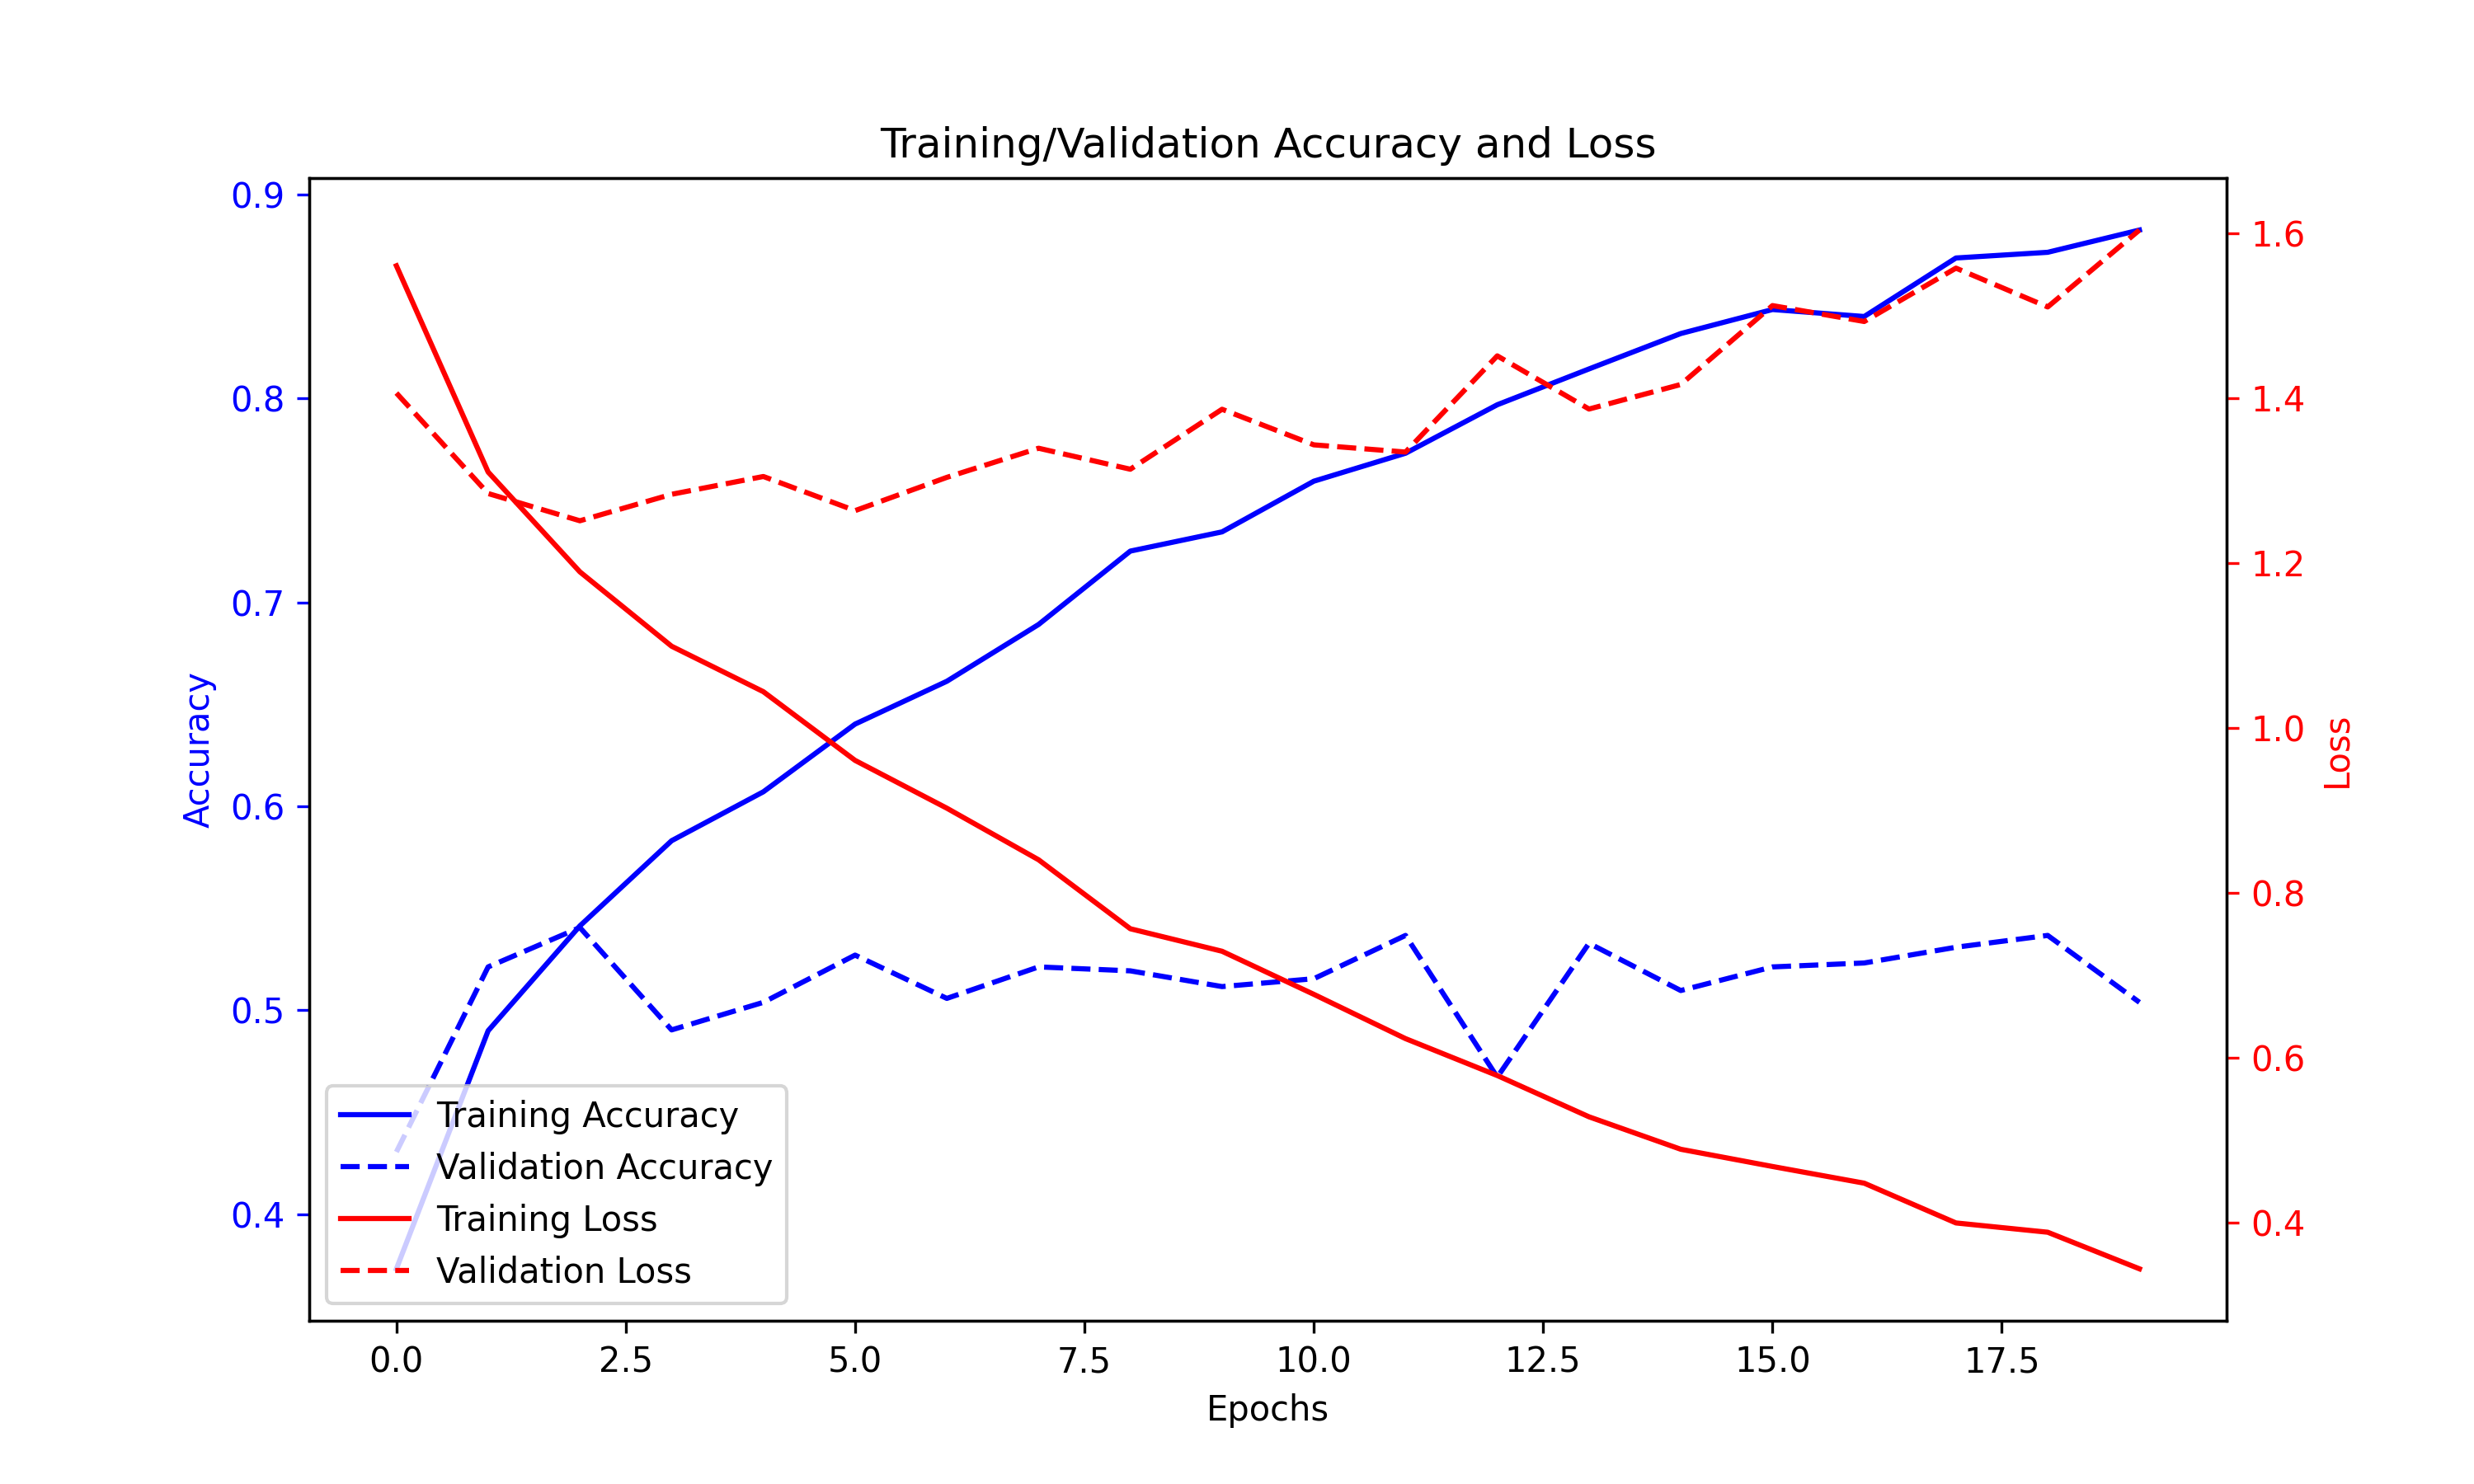 Training/Validation Accuracy and Loss
0.9
0.8
0.7
0.6
0.5
0.4
Accuracy
1.6
1.4
1.2
1.0
0.8
0.6
0.4
Loss
Training Accuracy
Validation Accuracy
Training Loss
Validation Loss
0.0 2.5 5.0 7.5 10.0 12.5 15.0 17.5
Epochs